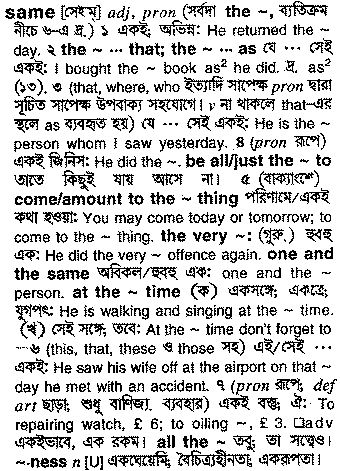 same [সেইম্] adj, pron (সর্বদা the ~, ব্যতিক্রম
নীচে ৬-এ দ্র.) ১ একই; অভিন্ন: He returned the ~
day. ২ the ~ ··· that; the ~ ··· as যে ··· সেই
একই: I bought the ~ book as² he did. দ্র. as²
(১৩). ৩ (that, where, who ইত্যাদি সাপেক্ষ pron দ্বারা
সূচিত সাপেক্ষ উপবাক্য সহযোগে। v না থাকলে that-এর
স্থলে as ব্যবহৃত হয়) যে ··· সেই একই: He is the ~
person whom I saw yesterday. 8 (pron রূপে)
একই জিনিস: He did the ~. be all/just the ~ to
তাতে কিছুই যায় আসে না। ৫ (বাক্যাংশে)
come/amount to the ~ thing পরিণামে/একই
কথা হওয়া: You may come today or tomorrow; to
come to the ~ thing. the very ~: (গুরু.) হুবহু
এক: He did the very ~ offence again. one and
the same অবিকল/হুবহু এক: one and the ~
person. at the ~ time (ক) একসঙ্গে; একত্রে;
যুগপৎ: He is walking and singing at the ~ time.
(খ) সেই সঙ্গে; তবে: At the ~ time don't forget to
··· ৬ (this, that, these ও those সহ) এই/সেই ···
একই: He saw his wife off at the airport on that ~
day he met with an accident. ৭ (pron রূপে; def
art ছাড়া; শুধু বাণিজ্য. ব্যবহার) একই বস্তু; ঐ: To
repairing watch, £ 6; to oiling ~, £ 3. □adv
একইভাবে, এক রকম। all the ~ তবু; তা সত্ত্বেও।
~·ness n [U] একঘেয়েমি; বৈচিত্র্যহীনতা; একরূপতা।